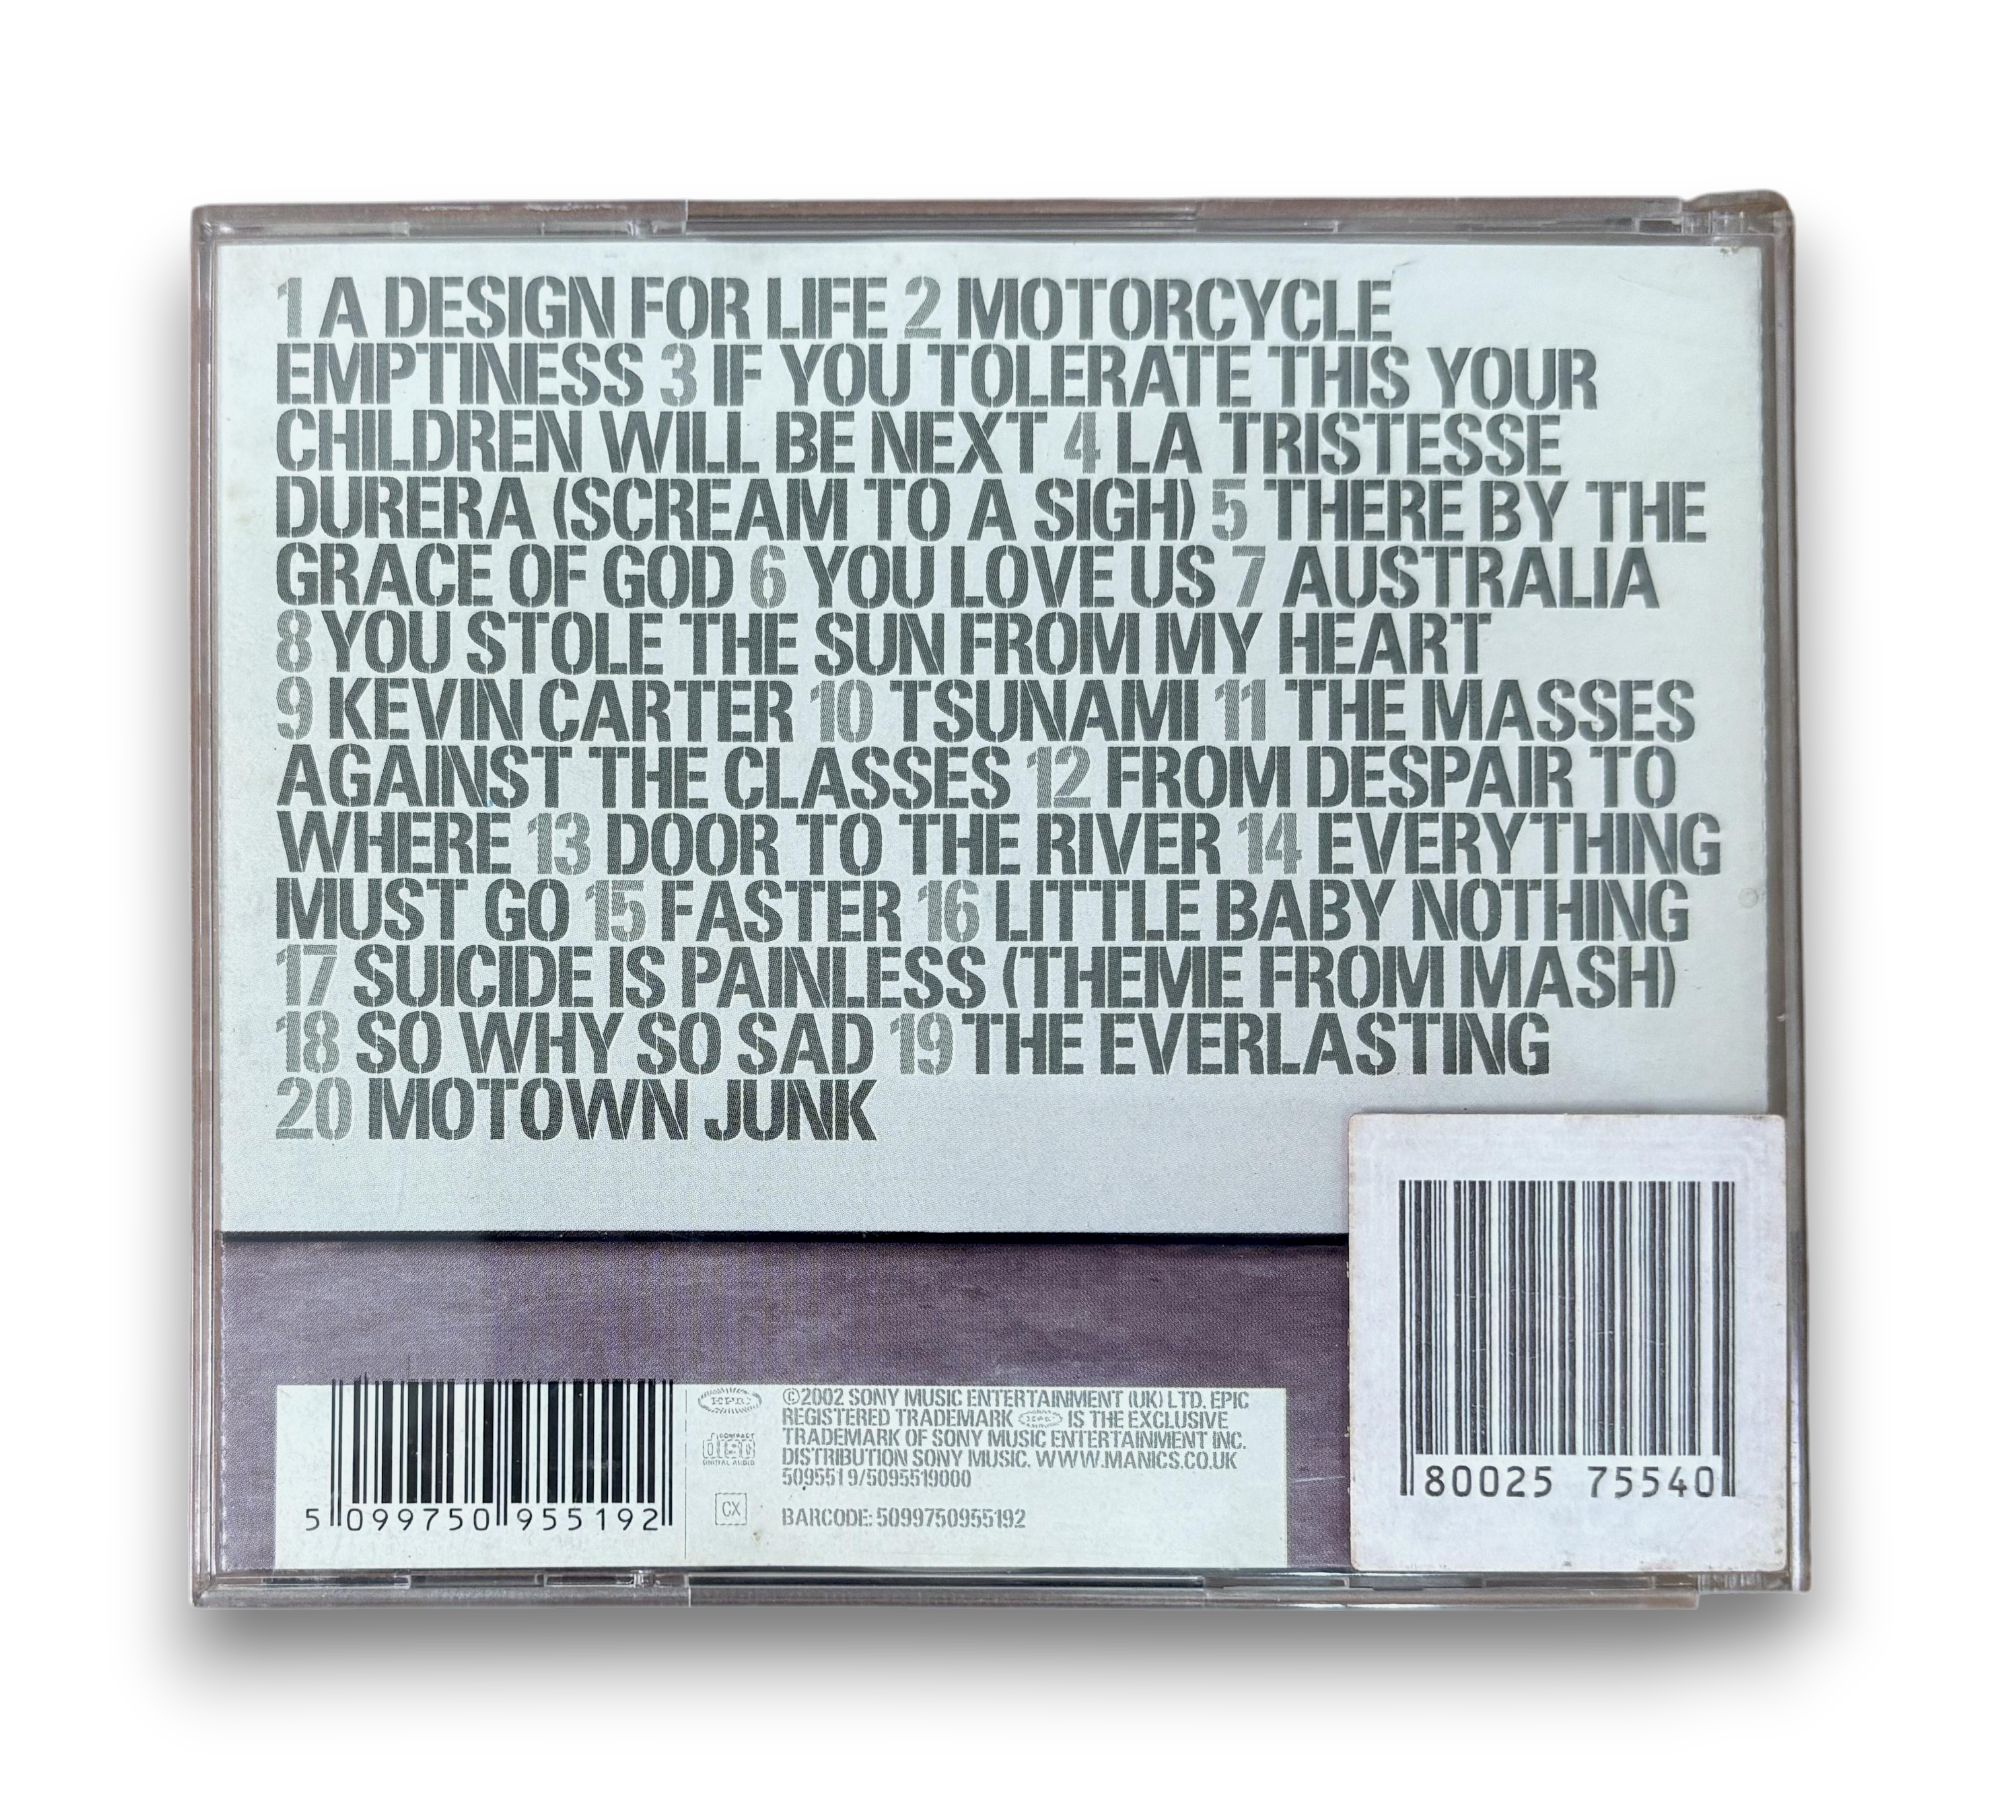 1 A DESIGN FOR LIFE 2 MOTORCYCLE
EMPTINESS 3 IF YOU TOLERATE THIS YOUR
CHILDREN WILL BE NEXT 4 LA TRISTESSE
DURERA (SCREAM TO A SIGH) 5 THERE BY THE
GRACE OF GOD 6 YOU LOVE US 7 AUSTRALIA
8 YOU STOLE THE SUN FROM MY HEART
9 KEVIN CARTER 10 TSUNAMI 11 THE MASSES
AGAINST THE CLASSES 12 FROM DESPAIR TO
WHERE 13 DOOR TO THE RIVER 14 EVERYTHING
MUST GO 15 FASTER 16 LITTLE BABY NOTHING
17 SUICIDE IS PAINLESS (THEME FROM MASH)
18 SO WHY SO SAD 19 THE EVERLASTING
20 MOTOWN JUNK
5 099750 955192
EPIC
COMPACT
disc
DIGITAL AUDIO
CX
©2002 SONY MUSIC ENTERTAINMENT (UK) LTD. EPIC
REGISTERED TRADEMARK EPIC IS THE EXCLUSIVE
TRADEMARK OF SONY MUSIC ENTERTAINMENT INC.
DISTRIBUTION SONY MUSIC. WWW.MANICS.CO.UK
509551 9/5095519000
BARCODE: 5099750955192
80025 75540